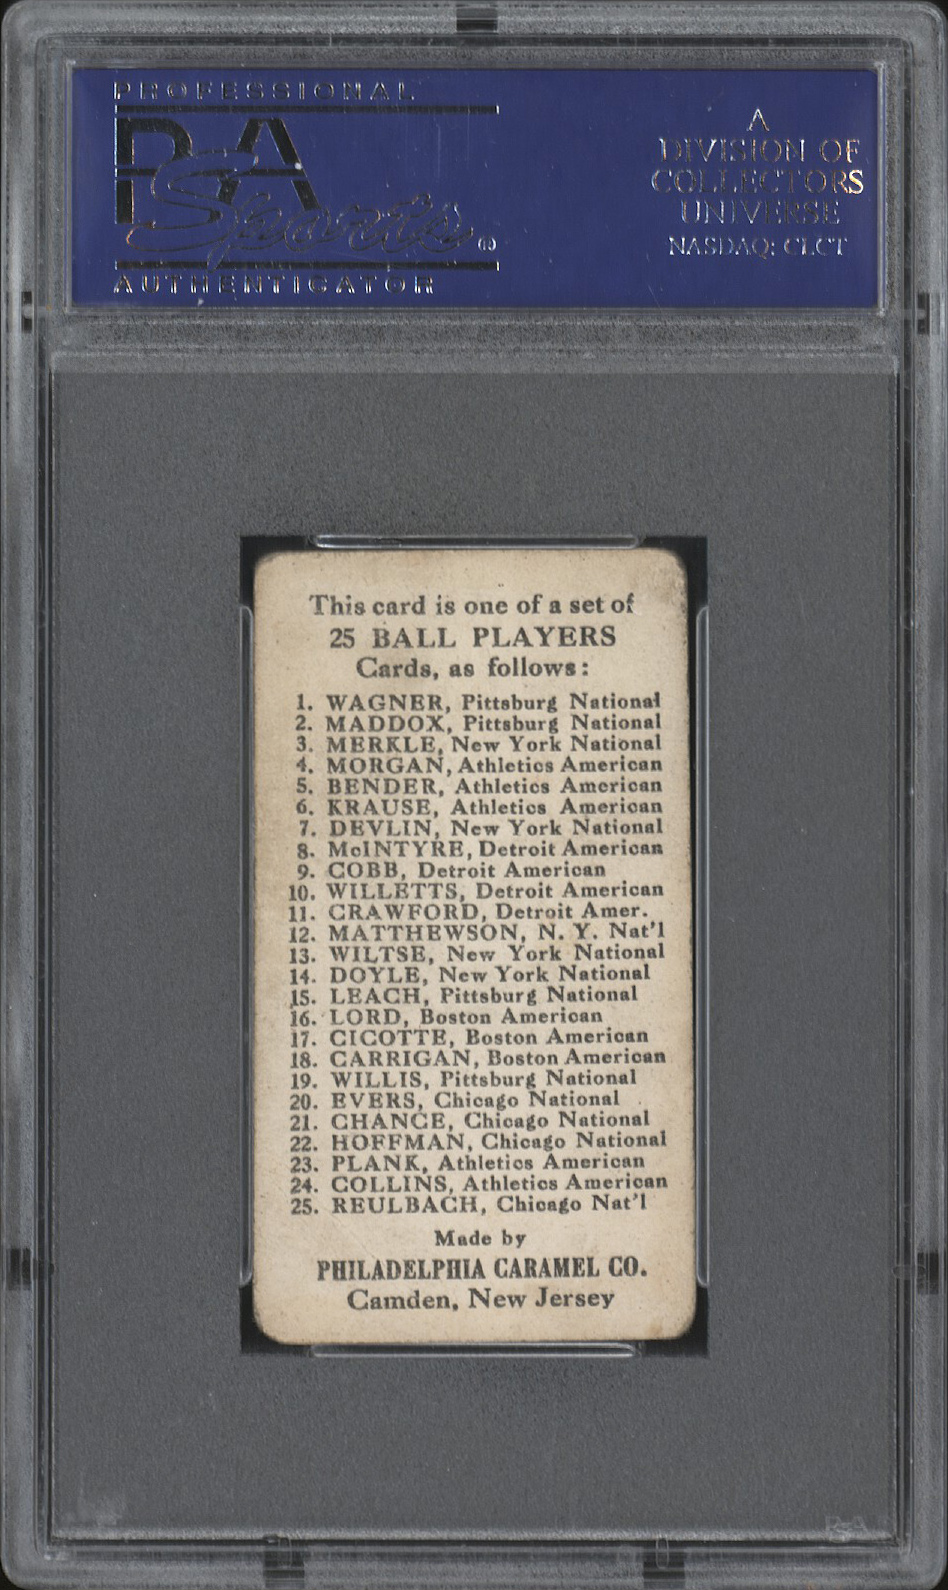 PROFESSIONAL
PSA
Sports
®
AUTHENTICATOR
A
DIVISION OF
COLLECTORS
UNIVERSE
NASDAQ: CLCT
This card is one of a set of
25 BALL PLAYERS
Cards, as follows:
1. WAGNER, Pittsburg National
2. MADDOX, Pittsburg National
3. MERKLE, New York National
4. MORGAN, Athletics American
5. BENDER, Athletics American
6. KRAUSE, Athletics American
7. DEVLIN, New York National
8. McINTYRE, Detroit American
9. COBB, Detroit American
10. WILLETTS, Detroit American
11. CRAWFORD, Detroit Amer.
12. MATTHEWSON, N. Y. Nat'l
13. WILTSE, New York National
14. DOYLE, New York National
15. LEACH, Pittsburg National
16. LORD, Boston American
17. CICOTTE, Boston American
18. CARRIGAN, Boston American
19. WILLIS, Pittsburg National
20. EVERS, Chicago National
21. CHANCE, Chicago National
22. HOFFMAN, Chicago National
23. PLANK, Athletics American
24. COLLINS, Athletics American
25. REULBACH, Chicago Nat'l
Made by
PHILADELPHIA CARAMEL CO.
Camden, New Jersey
PSA